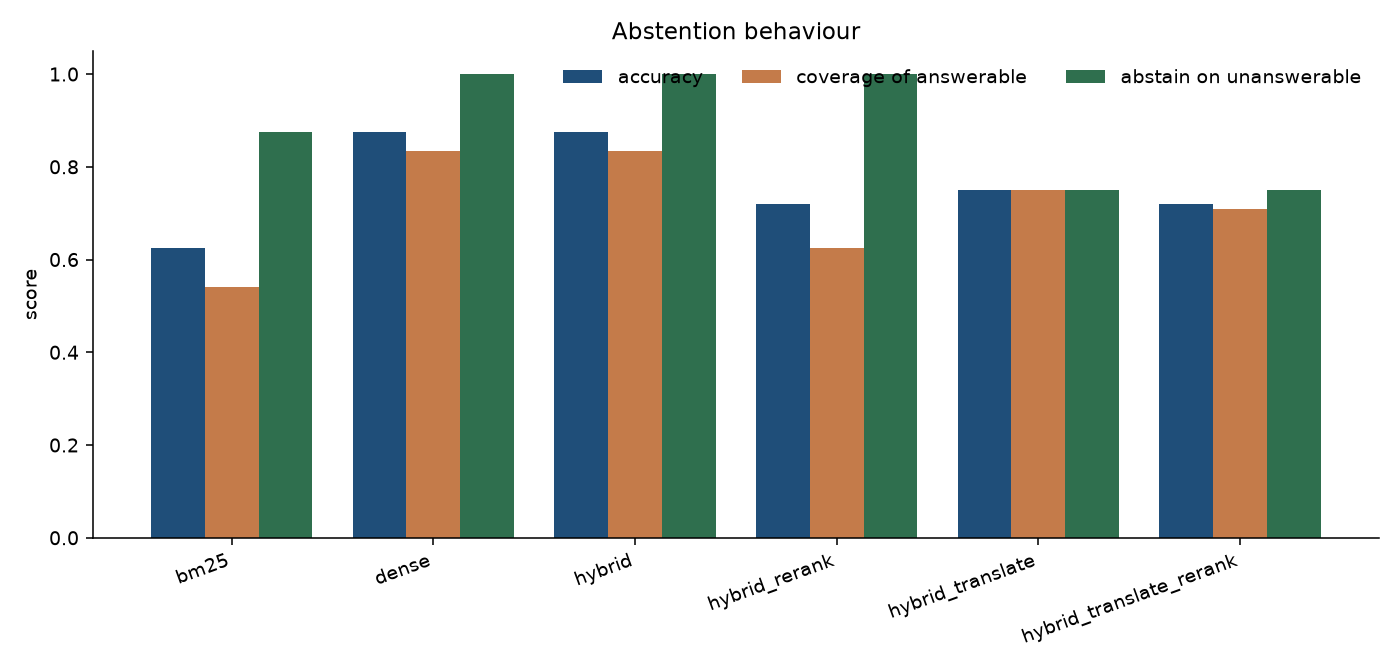 Abstention behaviour
accuracy coverage of answerable abstain on unanswerable
score
1.0
0.8
0.6
0.4
0.2
0.0
bm25
dense
hybrid
hybrid_rerank
hybrid_translate
hybrid_translate_rerank